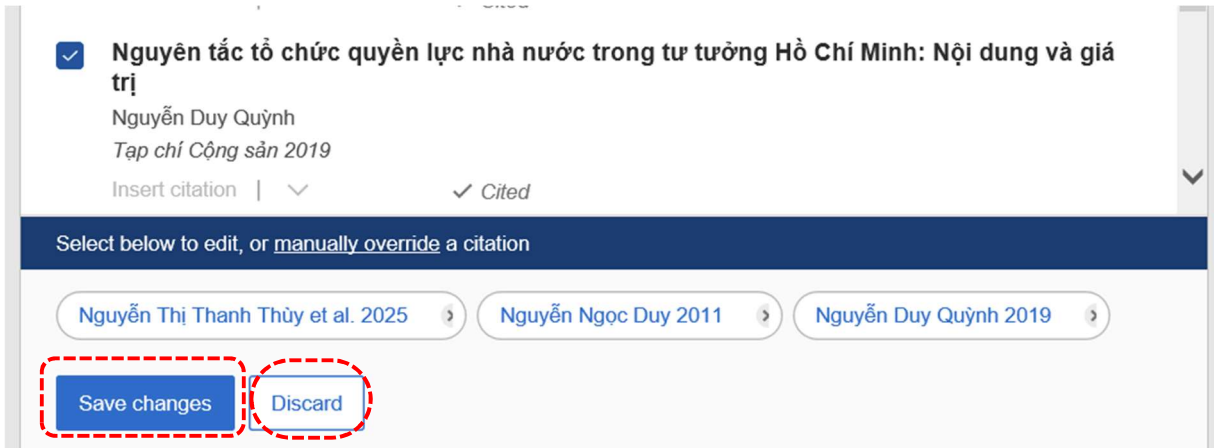 Nguyên tắc tổ chức quyền lực nhà nước trong tư tưởng Hồ Chí Minh: Nội dung và giá
trị
Nguyễn Duy Quỳnh
Tạp chí Cộng sản 2019
Insert citation | Cited
Select below to edit, or manually override a citation
Nguyễn Thị Thanh Thùy et al. 2025 Nguyễn Ngọc Duy 2011 Nguyễn Duy Quỳnh 2019
Save changes Discard